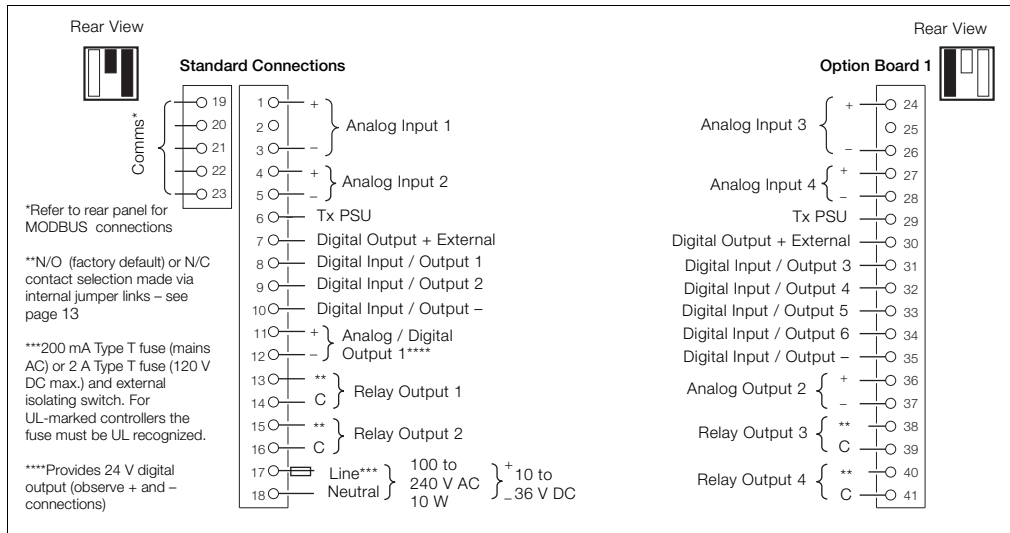 Rear View
Rear View
Standard Connections
Option Board 1
Comms*
19
20
21
22
23
1 + Analog Input 1
2
3 –
4 + Analog Input 2
5 –
6 Tx PSU
7 Digital Output + External
8 Digital Input / Output 1
9 Digital Input / Output 2
10 Digital Input / Output –
11 + Analog / Digital
12 – Output 1****
13 ** Relay Output 1
14 C
15 ** Relay Output 2
16 C
17 Line*** 100 to 240 V AC 10 W + 10 to
18 Neutral – 36 V DC
*Refer to rear panel for
MODBUS connections
**N/O (factory default) or N/C
contact selection made via
internal jumper links – see
page 13
***200 mA Type T fuse (mains
AC) or 2 A Type T fuse (120 V
DC max.) and external
isolating switch. For
UL-marked controllers the
fuse must be UL recognized.
****Provides 24 V digital
output (observe + and –
connections)
Analog Input 3 + 24
25
– 26
Analog Input 4 + 27
– 28
Tx PSU 29
Digital Output + External 30
Digital Input / Output 3 31
Digital Input / Output 4 32
Digital Input / Output 5 33
Digital Input / Output 6 34
Digital Input / Output – 35
Analog Output 2 + 36
– 37
Relay Output 3 ** 38
C 39
Relay Output 4 ** 40
C 41